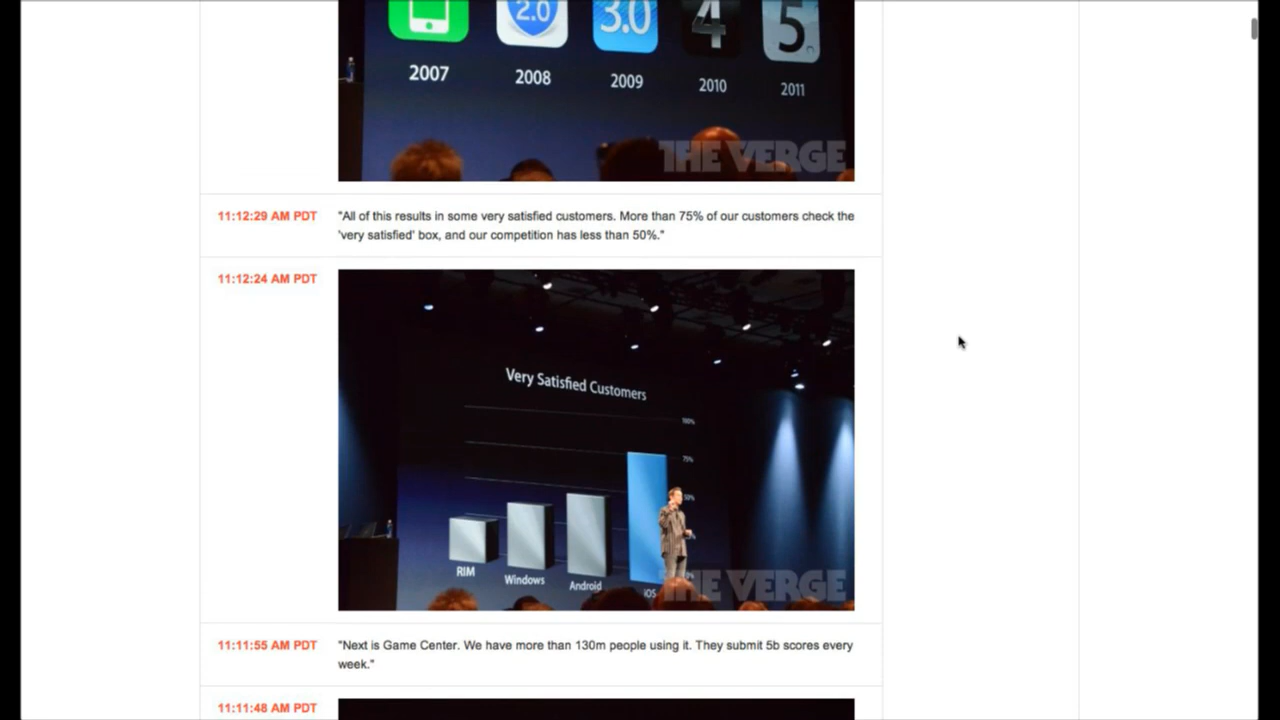 2.0
3.0
4
5
2007
2008
2009
2010
2011
THE VERGE
11:12:29 AM PDT
"All of this results in some very satisfied customers. More than 75% of our customers check the
'very satisfied' box, and our competition has less than 50%."
11:12:24 AM PDT
Very Satisfied Customers
100%
75%
50%
RIM
Windows
Android
iOS
THE VERGE
11:11:55 AM PDT
"Next is Game Center. We have more than 130m people using it. They submit 5b scores every
week."
11:11:48 AM PDT